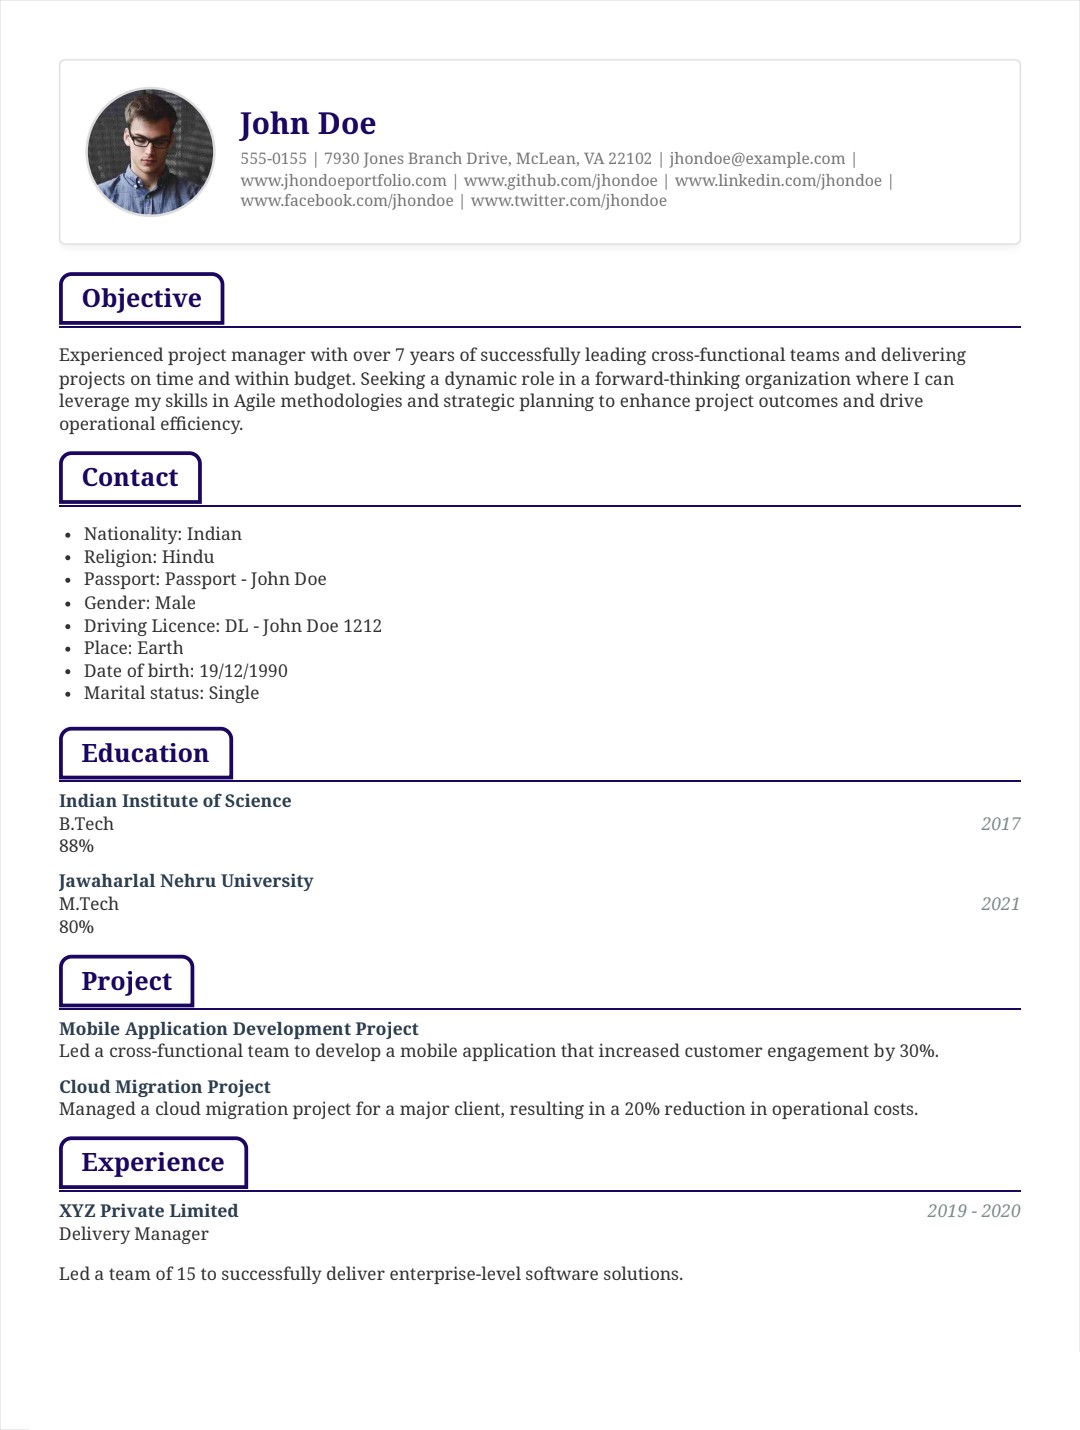 John Doe
555-0155 | 7930 Jones Branch Drive, McLean, VA 22102 | jhondoe@example.com |
www.jhondoeportfolio.com | www.github.com/jhondoe | www.linkedin.com/jhondoe |
www.facebook.com/jhondoe | www.twitter.com/jhondoe
Objective
Experienced project manager with over 7 years of successfully leading cross-functional teams and delivering
projects on time and within budget. Seeking a dynamic role in a forward-thinking organization where I can
leverage my skills in Agile methodologies and strategic planning to enhance project outcomes and drive
operational efficiency.
Contact
• Nationality: Indian
• Religion: Hindu
• Passport: Passport - John Doe
• Gender: Male
• Driving Licence: DL - John Doe 1212
• Place: Earth
• Date of birth: 19/12/1990
• Marital status: Single
Education
Indian Institute of Science
B.Tech 2017
88%
Jawaharlal Nehru University
M.Tech 2021
80%
Project
Mobile Application Development Project
Led a cross-functional team to develop a mobile application that increased customer engagement by 30%.
Cloud Migration Project
Managed a cloud migration project for a major client, resulting in a 20% reduction in operational costs.
Experience
XYZ Private Limited 2019 - 2020
Delivery Manager
Led a team of 15 to successfully deliver enterprise-level software solutions.